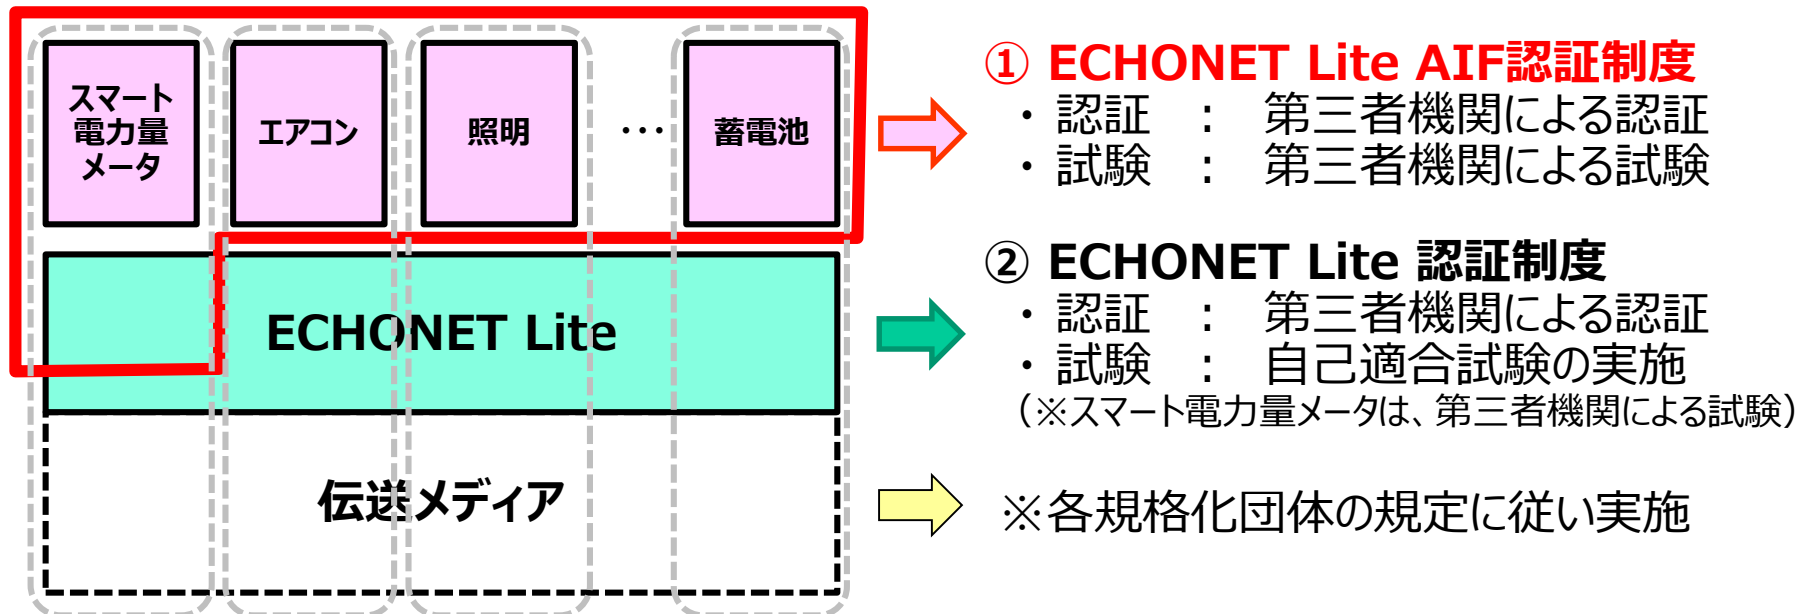 スマート
電力量
メータ
エアコン
照明
…
蓄電池
ECHONET Lite
伝送メディア
① ECHONET Lite AIF認証制度
・認証 : 第三者機関による認証
・試験 : 第三者機関による試験
② ECHONET Lite 認証制度
・認証 : 第三者機関による認証
・試験 : 自己適合試験の実施
(※スマート電力量メータは、第三者機関による試験)
※各規格化団体の規定に従い実施